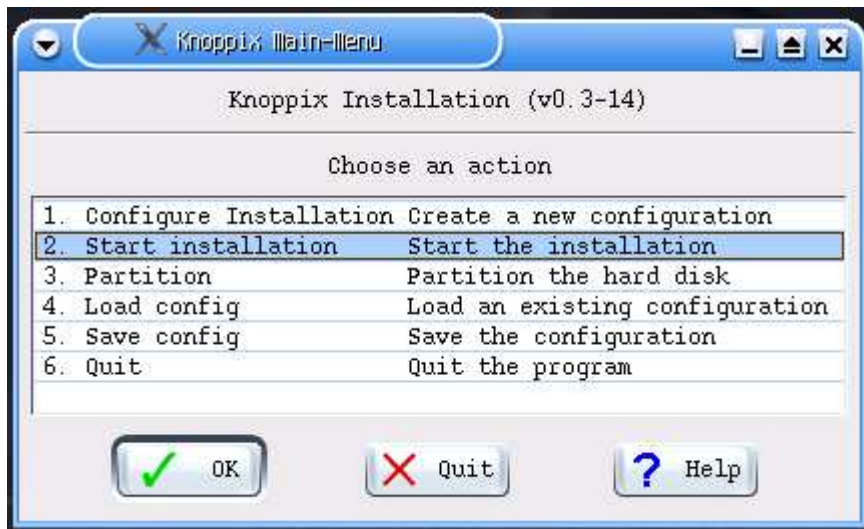 Knoppix Main-Menu
Knoppix Installation (v0.3-14)
Choose an action
1. Configure Installation Create a new configuration
2. Start installation Start the installation
3. Partition Partition the hard disk
4. Load config Load an existing configuration
5. Save config Save the configuration
6. Quit Quit the program
OK Quit Help